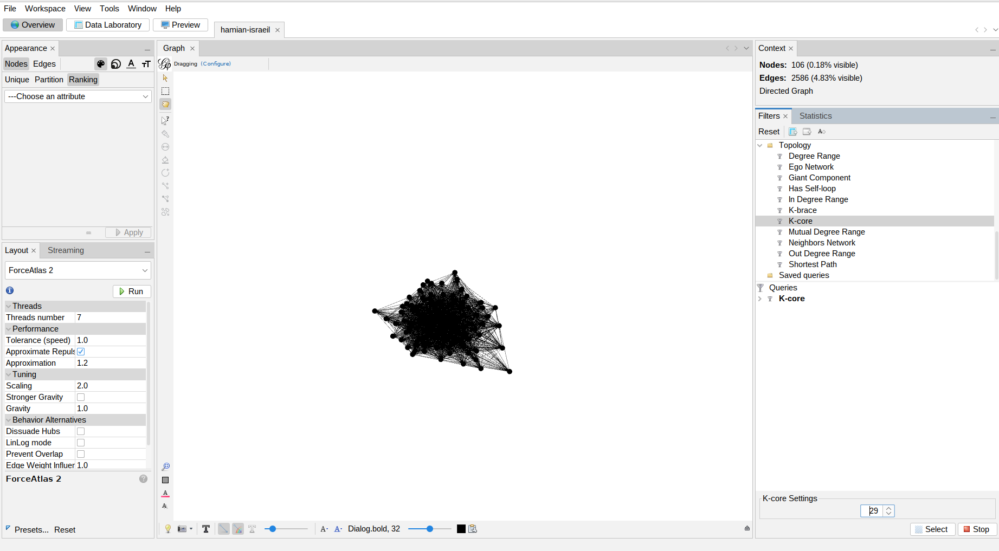 File Workspace View Tools Window Help
Overview Data Laboratory Preview hamian-israeil
Appearance
Nodes Edges
Unique Partition Ranking
---Choose an attribute
Apply
Layout Streaming
ForceAtlas 2
Run
Threads
Threads number 7
Performance
Tolerance (speed) 1.0
Approximate Repuls
Approximation 1.2
Tuning
Scaling 2.0
Stronger Gravity
Gravity 1.0
Behavior Alternatives
Dissuade Hubs
LinLog mode
Prevent Overlap
Edge Weight Influer 1.0
ForceAtlas 2
Presets... Reset
Graph
Dragging (Configure)
Dialog.bold, 32
Context
Nodes: 106 (0.18% visible)
Edges: 2586 (4.83% visible)
Directed Graph
Filters Statistics
Reset
Topology
Degree Range
Ego Network
Giant Component
Has Self-loop
In Degree Range
K-brace
K-core
Mutual Degree Range
Neighbors Network
Out Degree Range
Shortest Path
Saved queries
Queries
K-core
K-core Settings
29
Select Stop